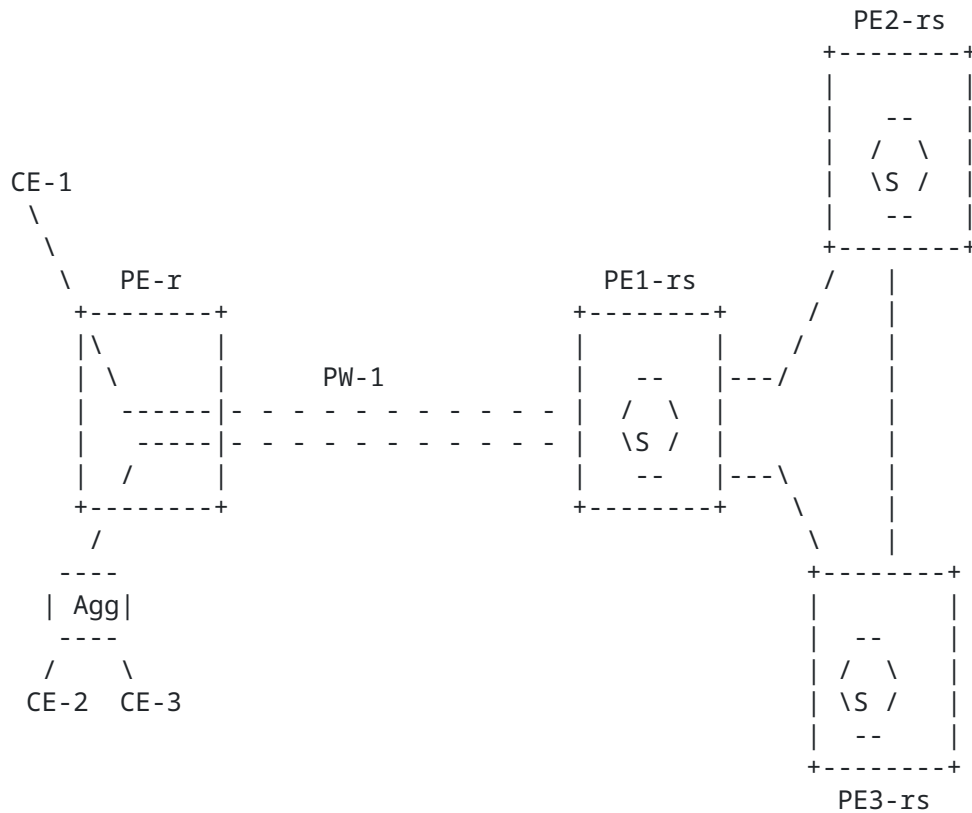 PE2-rs
CE-1
\S /
PE-r PE1-rs
PW-1
\S /
Agg
CE-2 CE-3
\S /
PE3-rs